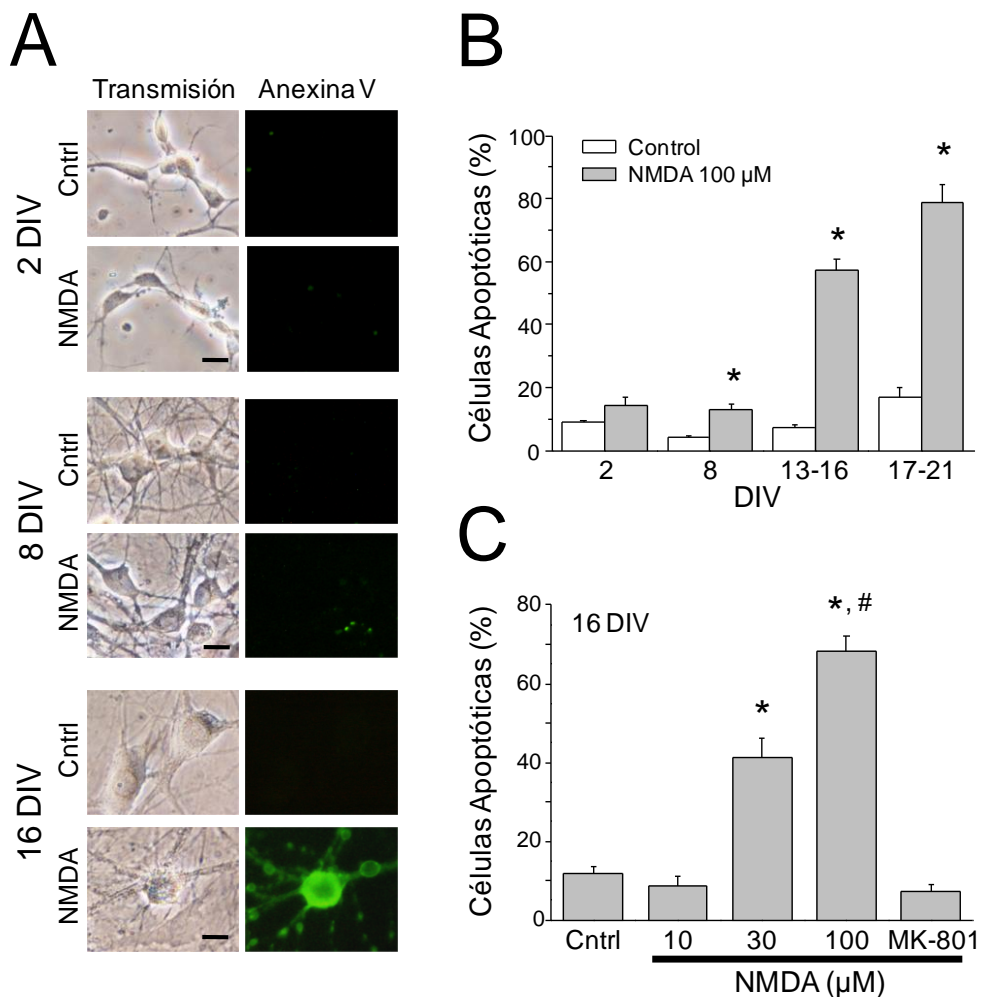 A
Transmisión Anexina V
2 DIV
Cntrl
NMDA
8 DIV
Cntrl
NMDA
16 DIV
Cntrl
NMDA
B
Células Apoptóticas (%)
100
80
60
40
20
0
Control
NMDA 100 µM
*
*
*
2 8 13-16 17-21
DIV
C
Células Apoptóticas (%)
80
60
40
20
0
16 DIV
*
*, #
Cntrl 10 30 100 MK-801
NMDA (µM)